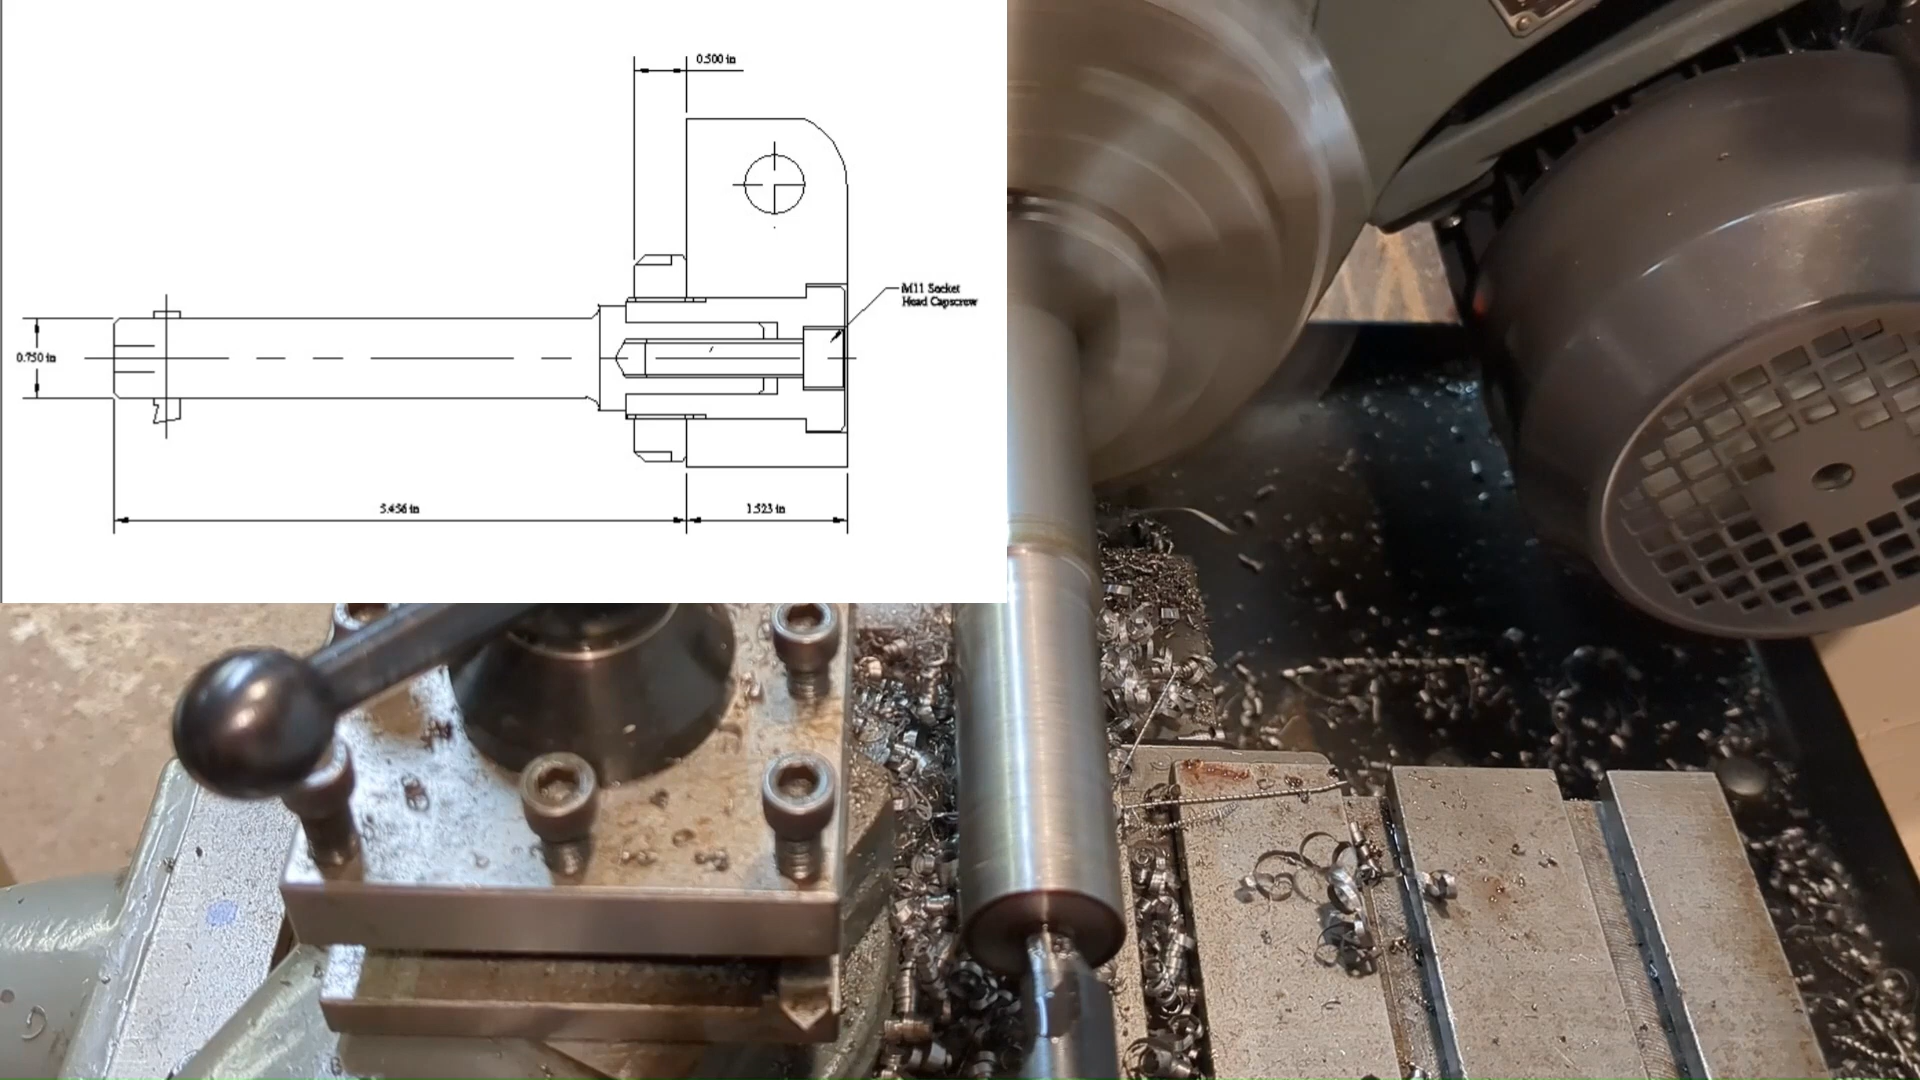 0.500 in
M11 Socket
Head Capscrew
0.750 in
5.456 in
1.523 in